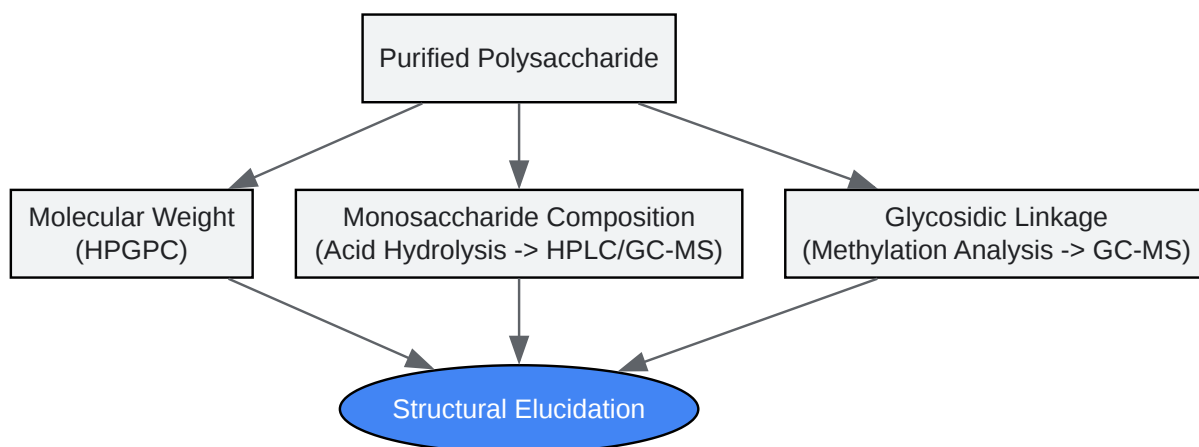 Purified Polysaccharide
Molecular Weight
(HPGPC)
Monosaccharide Composition
(Acid Hydrolysis -> HPLC/GC-MS)
Glycosidic Linkage
(Methylation Analysis -> GC-MS)
Structural Elucidation